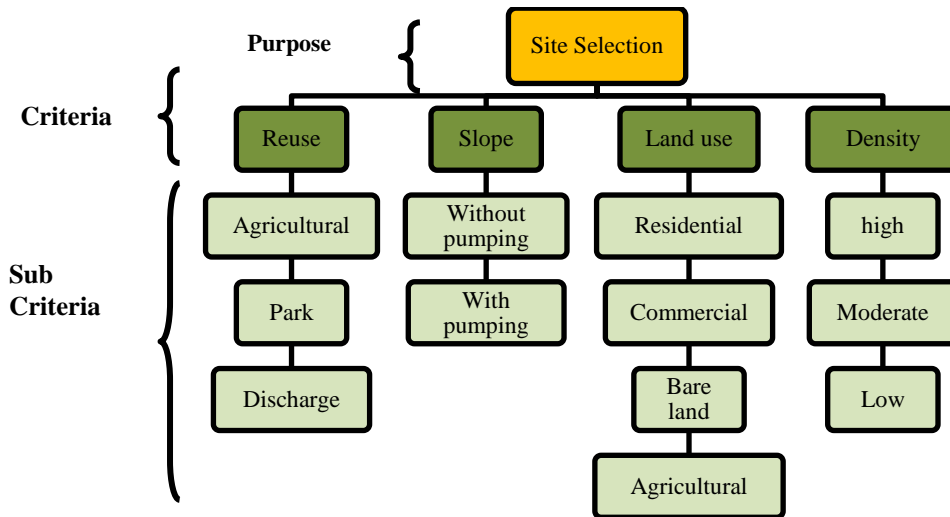 Purpose
Site Selection
Criteria
Reuse
Slope
Land use
Density
Sub
Criteria
Agricultural
Park
Discharge
Without
pumping
With
pumping
Residential
Commercial
Bare
land
Agricultural
high
Moderate
Low